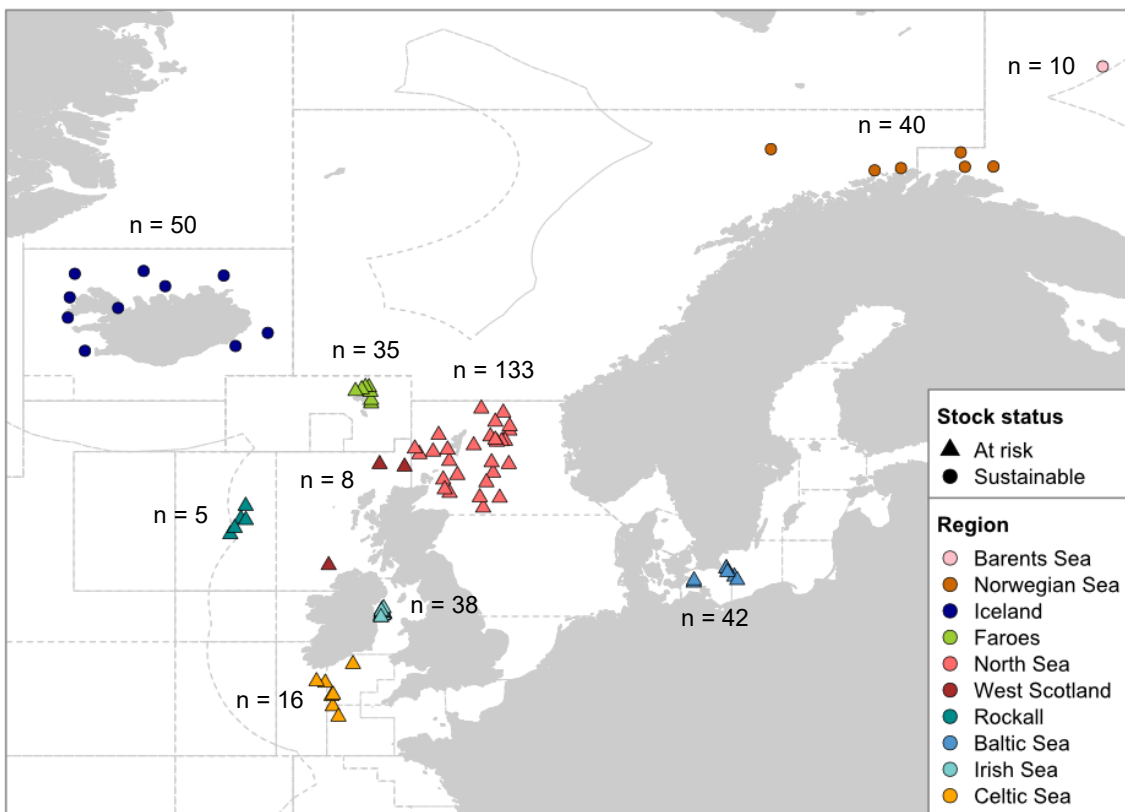 n = 10
n = 40
n = 50
n = 35
n = 133
n = 8
n = 5
n = 38
n = 42
n = 16
Stock status
At risk
Sustainable
Region
Barents Sea
Norwegian Sea
Iceland
Faroes
North Sea
West Scotland
Rockall
Baltic Sea
Irish Sea
Celtic Sea